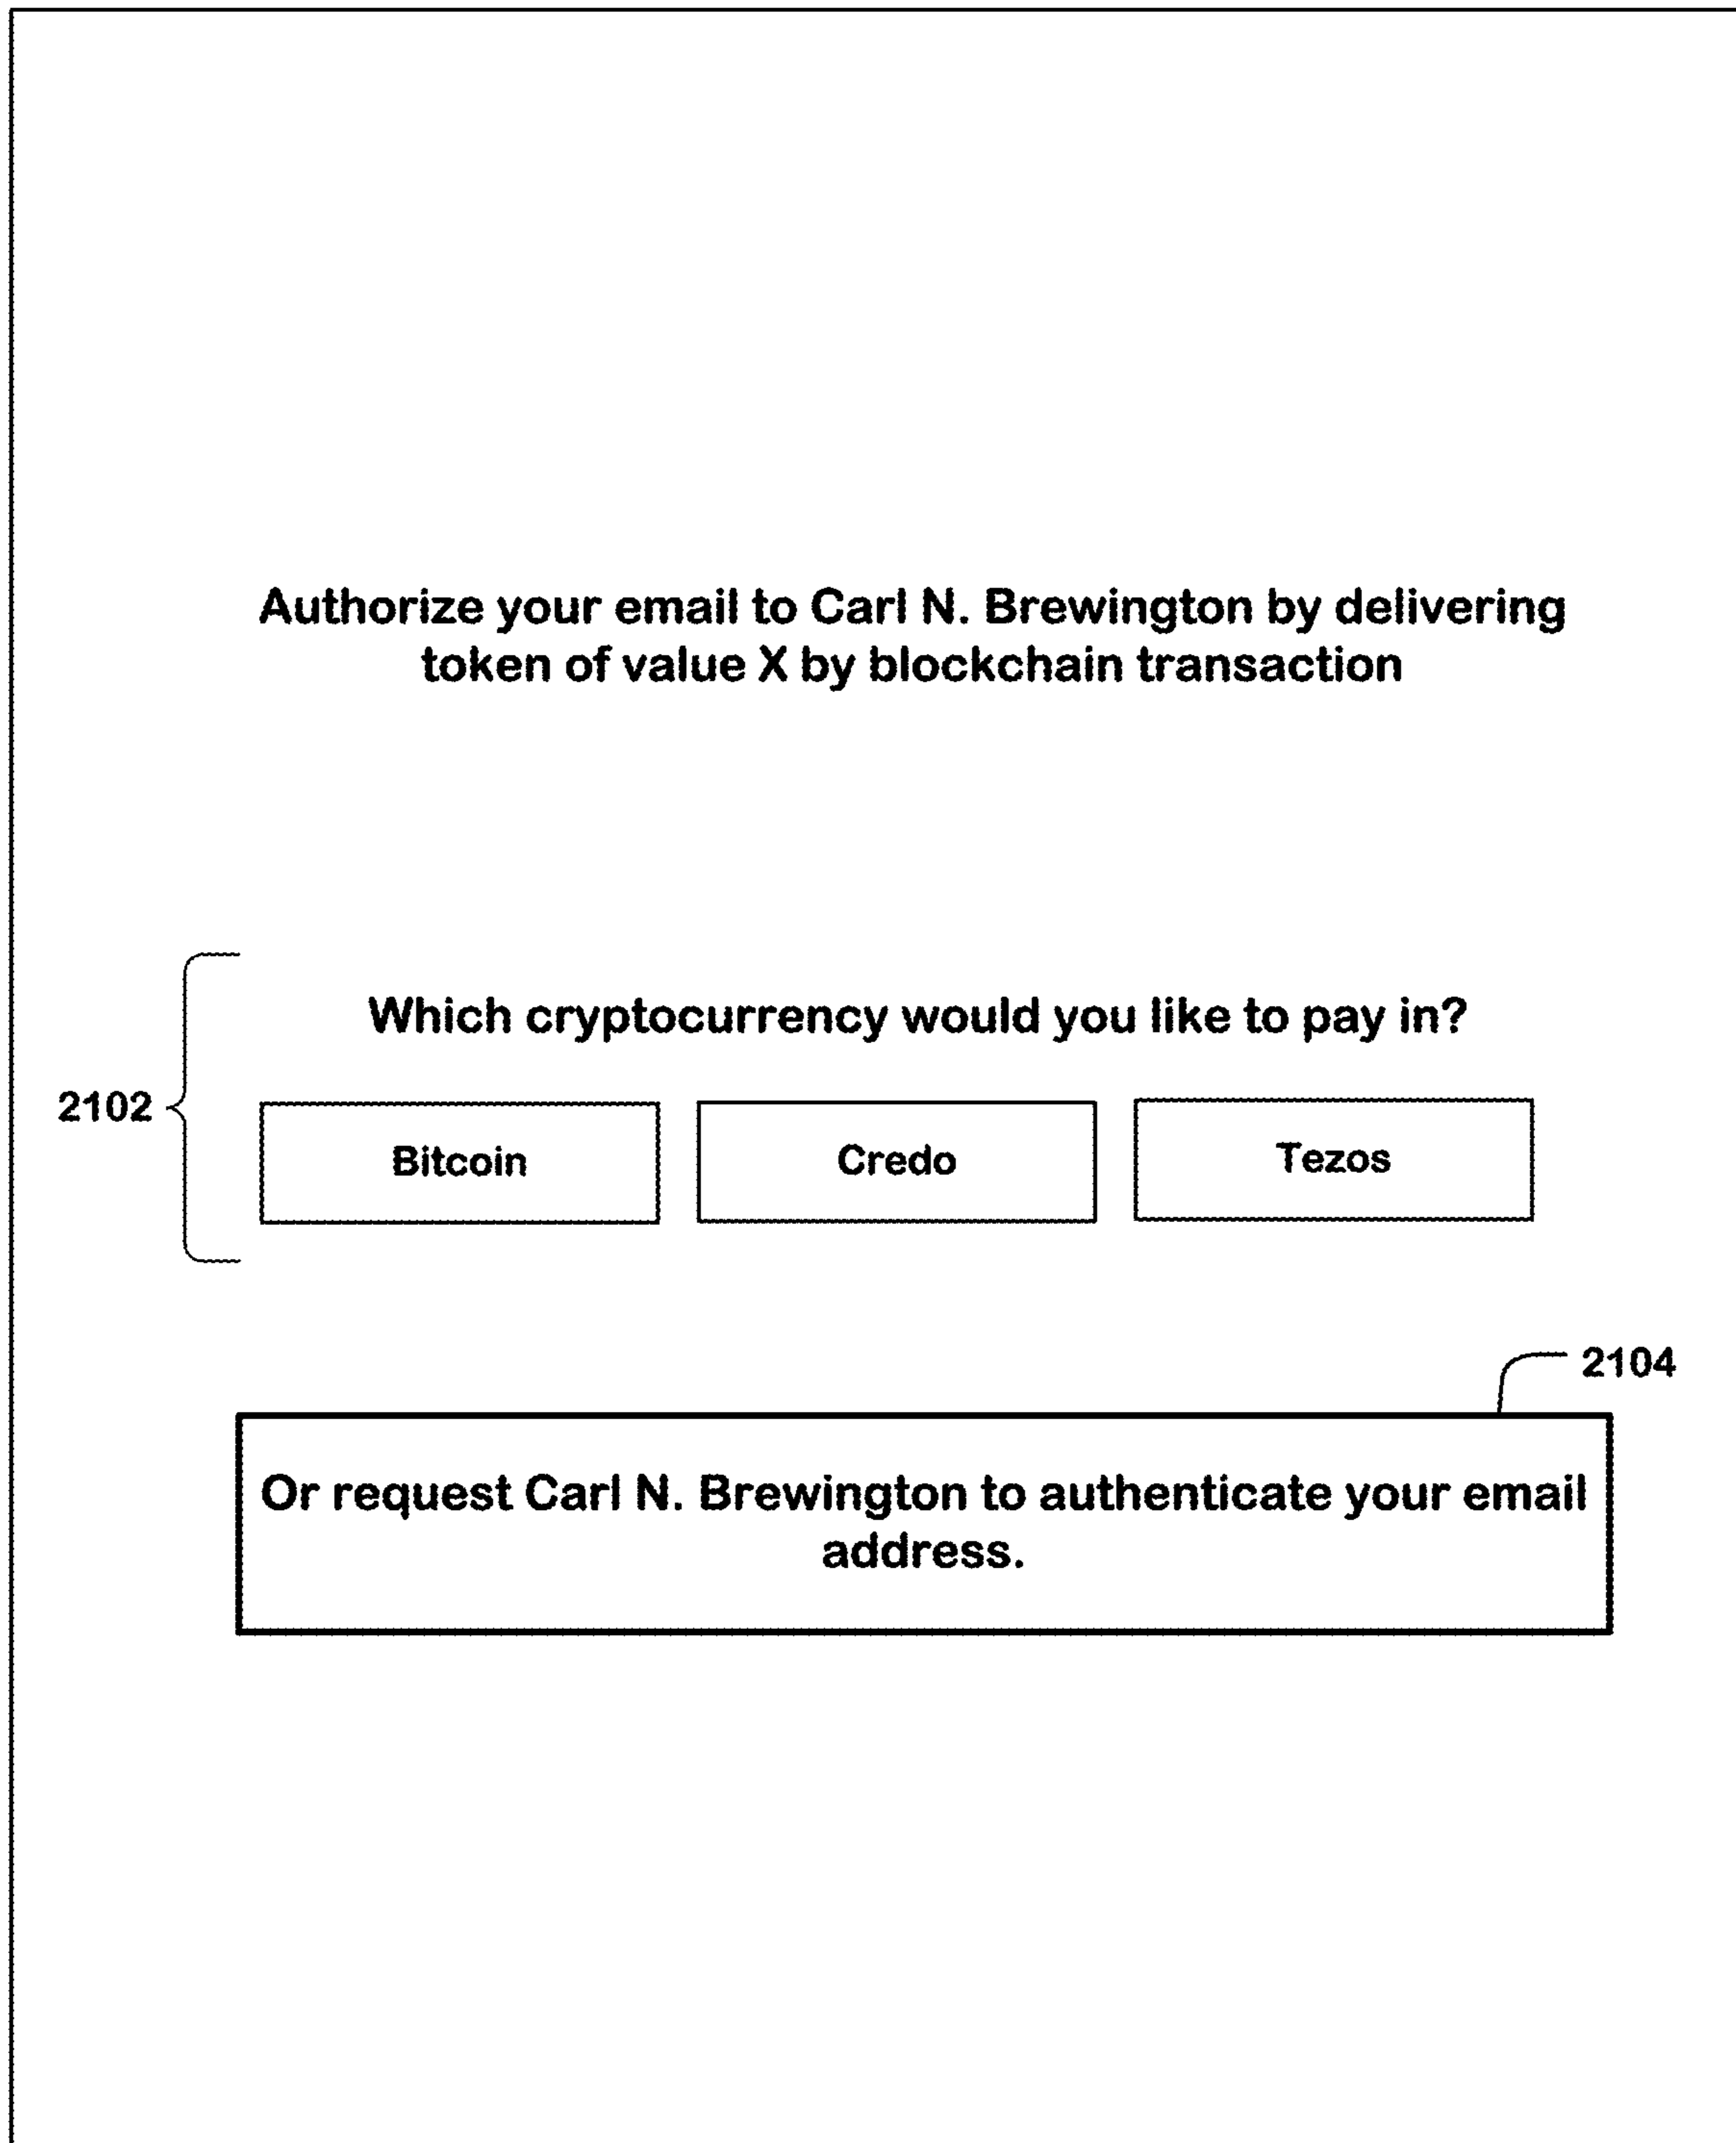 Authorize your email to Carl N. Brewington by delivering
token of value X by blockchain transaction
Which cryptocurrency would you like to pay in?
2102
Bitcoin
Credo
Tezos
2104
Or request Carl N. Brewington to authenticate your email
address.